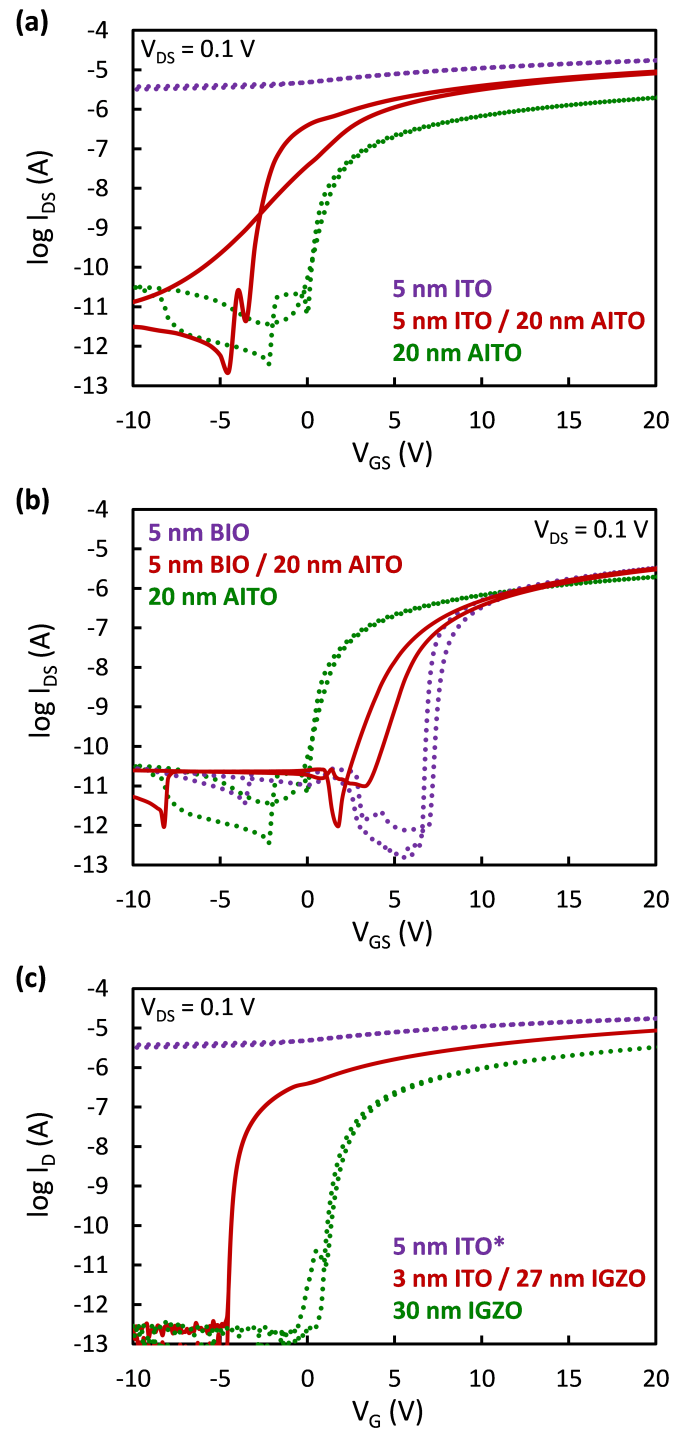 (a)
V_DS = 0.1 V
-4
-5
-6
-7
-8
-9
-10
-11
-12
-13
log I_DS (A)
5 nm ITO
5 nm ITO / 20 nm AITO
20 nm AITO
-10 -5 0 5 10 15 20
V_GS (V)
(b)
5 nm BIO
V_DS = 0.1 V
5 nm BIO / 20 nm AITO
20 nm AITO
-4
-5
-6
-7
-8
-9
-10
-11
-12
-13
log I_DS (A)
-10 -5 0 5 10 15 20
V_GS (V)
(c)
V_DS = 0.1 V
-4
-5
-6
-7
-8
-9
-10
-11
-12
-13
log I_D (A)
5 nm ITO*
3 nm ITO / 27 nm IGZO
30 nm IGZO
-10 -5 0 5 10 15 20
V_G (V)